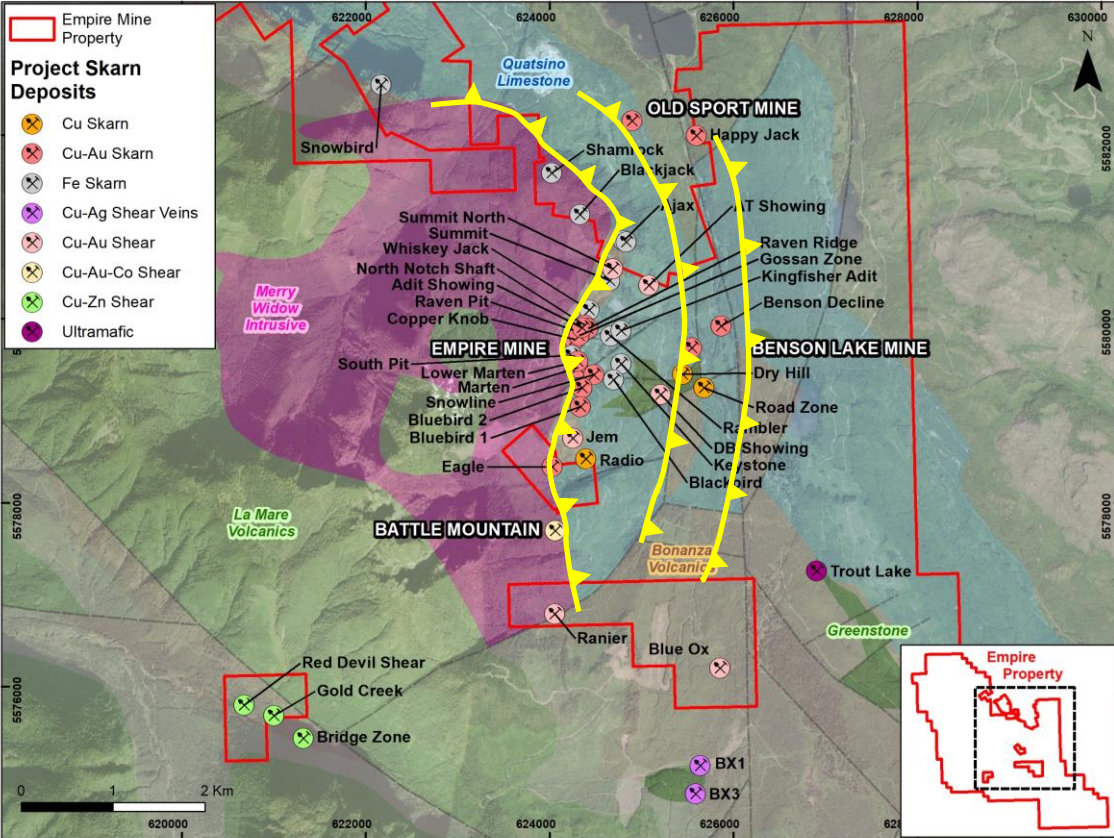 622000
624000
626000
628000
630000
Empire Mine
Property
Project Skarn
Deposits
Cu Skarn
Cu-Au Skarn
Fe Skarn
Cu-Ag Shear Veins
Cu-Au Shear
Cu-Au-Co Shear
Cu-Zn Shear
Ultramafic
N
Quatsino
Limestone
OLD SPORT MINE
Happy Jack
5582000
Snowbird
Shamrock
Blackjack
Ajax
AT Showing
Summit North
Summit
Whiskey Jack
North Notch Shaft
Adit Showing
Raven Pit
Copper Knob
Raven Ridge
Gossan Zone
Kingfisher Adit
Benson Decline
Merry
Widow
Intrusive
5580000
EMPIRE MINE
BENSON LAKE MINE
South Pit
Lower Marten
Marten
Snowline
Bluebird 2
Bluebird 1
Dry Hill
Road Zone
Rambler
DB Showing
Keystone
Blackbird
Jem
Radio
Eagle
5578000
5578000
La Mare
Volcanics
BATTLE MOUNTAIN
Bonanza
Volcanics
Trout Lake
Greenstone
Ranier
Blue Ox
Red Devil Shear
Gold Creek
Bridge Zone
5576000
BX1
BX3
Empire
Property
0
2 Km
620000
622000
624000
626000